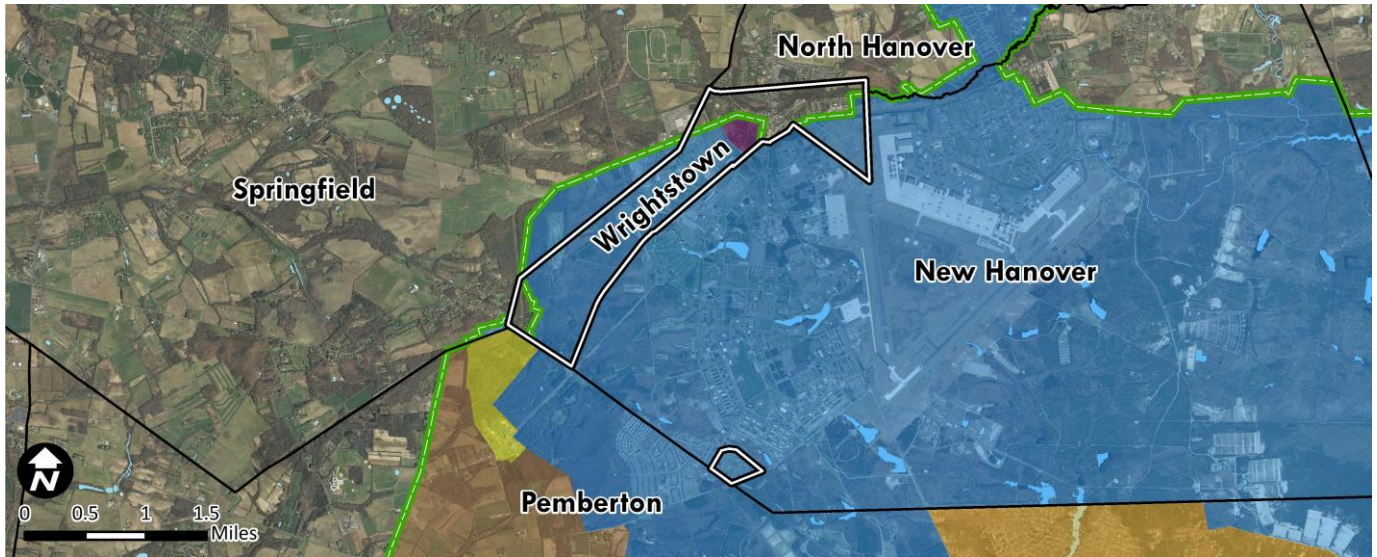 North Hanover
Springfield
Wrightstown
New Hanover
Pemberton
N
0 0.5 1 1.5
Miles